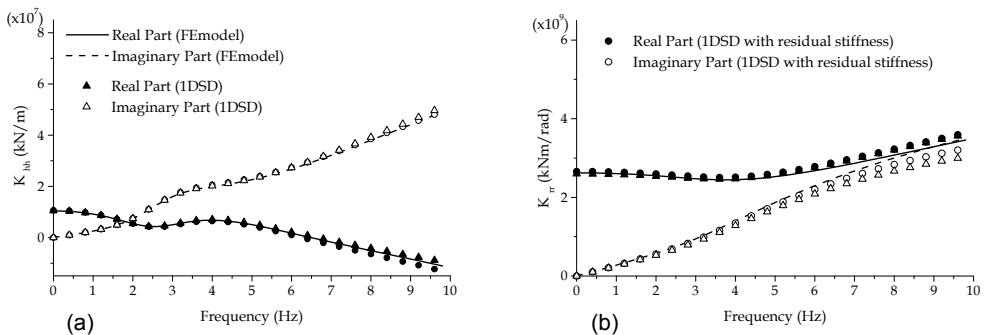 (x10⁷)
6
4
2
0
K hh (kN/m)
Real Part (FEmodel)
Imaginary Part (FEmodel)
Real Part (1DSD)
Imaginary Part (1DSD)
0 1 2 3 4 5 6 7 8 9 10
Frequency (Hz)
(a)
(x10⁹)
6
4
2
0
K rr (kNm/rad)
Real Part (1DSD with residual stiffness)
Imaginary Part (1DSD with residual stiffness)
0 1 2 3 4 5 6 7 8 9 10
Frequency (Hz)
(b)